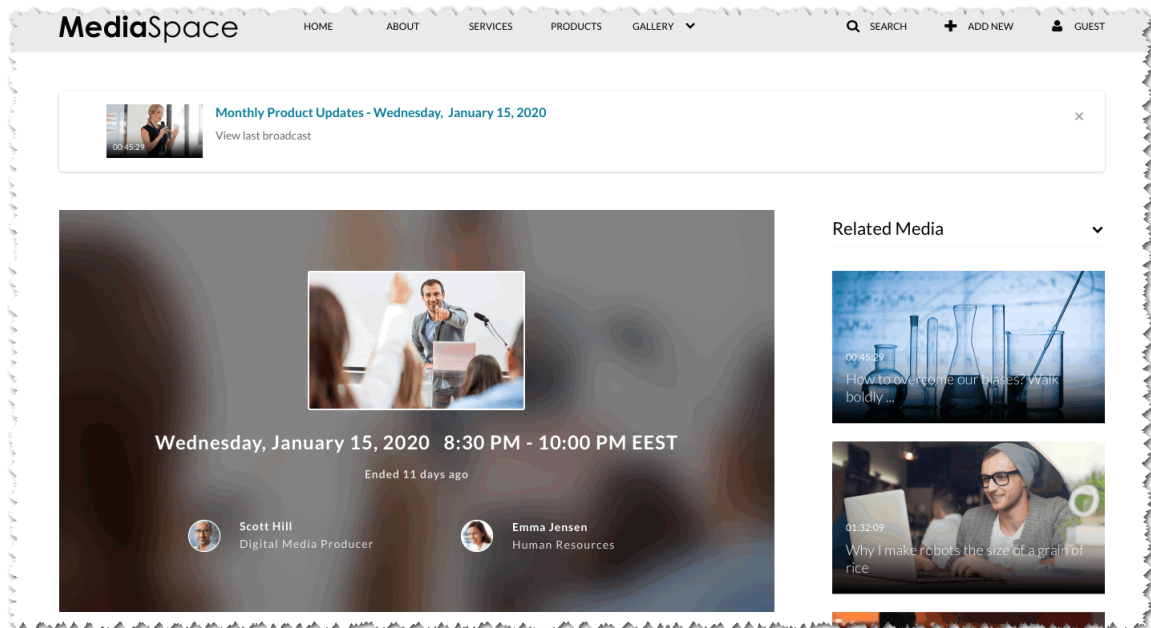 MediaSpace
HOME ABOUT SERVICES PRODUCTS GALLERY SEARCH ADD NEW GUEST
Monthly Product Updates - Wednesday, January 15, 2020
View last broadcast
00:45:29
Related Media
Wednesday, January 15, 2020 8:30 PM - 10:00 PM EEST
Ended 11 days ago
Scott Hill
Digital Media Producer
Emma Jensen
Human Resources
00:45:29
How to overcome our biases? Walk
boldly ...
01:32:09
Why I make robots the size of a grain of
rice